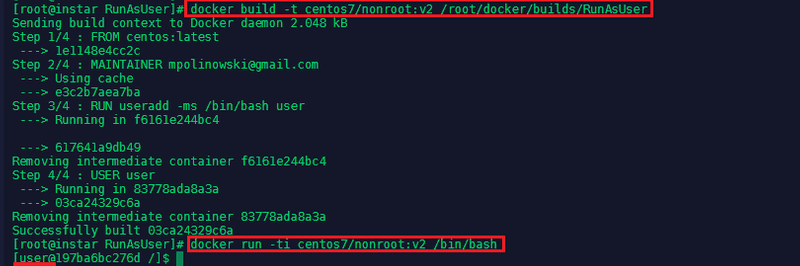 [root@instar RunAsUser]# docker build -t centos7/nonroot:v2 /root/docker/builds/RunAsUser
Sending build context to Docker daemon 2.048 kB
Step 1/4 : FROM centos:latest
 ---> 1e1148e4cc2c
Step 2/4 : MAINTAINER mpolinowski@gmail.com
 ---> Using cache
 ---> e3c2b7aea7ba
Step 3/4 : RUN useradd -ms /bin/bash user
 ---> Running in f6161e244bc4
 ---> 617641a9db49
Removing intermediate container f6161e244bc4
Step 4/4 : USER user
 ---> Running in 83778ada8a3a
 ---> 03ca24329c6a
Removing intermediate container 83778ada8a3a
Successfully built 03ca24329c6a
[root@instar RunAsUser]# docker run -ti centos7/nonroot:v2 /bin/bash
[user@197ba6bc276d /]$